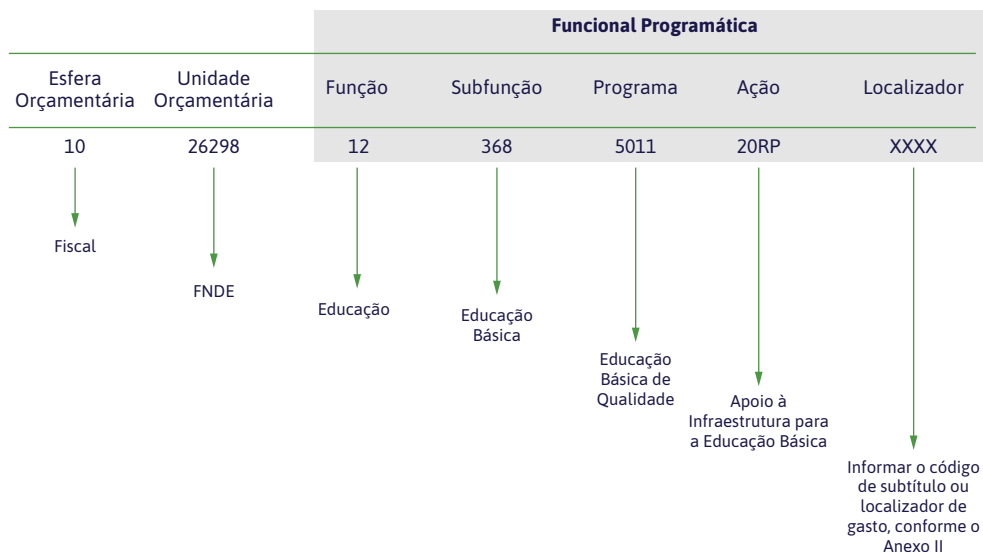 Funcional Programática
Esfera
Orçamentária
Unidade
Orçamentária
Função
Subfunção
Programa
Ação
Localizador
10
26298
12
368
5011
20RP
XXXX
Fiscal
FNDE
Educação
Educação
Básica
Educação
Básica de
Qualidade
Apoio à
Infraestrutura para
a Educação Básica
Informar o código
de subtítulo ou
localizador de
gasto, conforme o
Anexo II